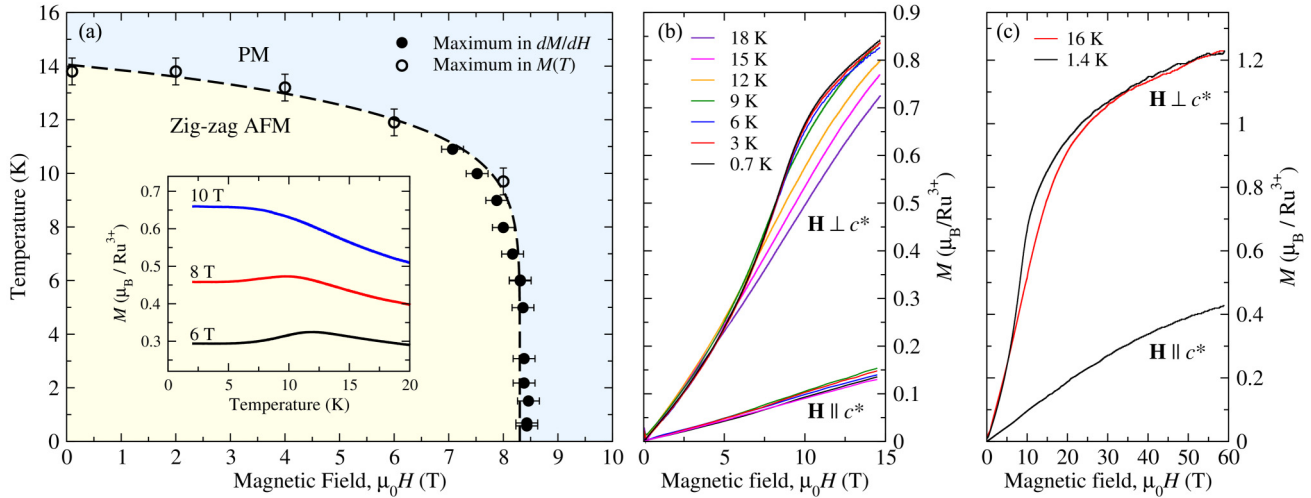 (a)
PM
Maximum in dM/dH
Maximum in M(T)
Zig-zag AFM
Temperature (K)
16
14
12
10
8
6
4
2
0
0 1 2 3 4 5 6 7 8 9 10
Magnetic Field, μ0H (T)
10 T
8 T
6 T
M (μB / Ru3+)
0.7
0.6
0.5
0.4
0.3
0 5 10 15 20
Temperature (K)
(b)
18 K
15 K
12 K
9 K
6 K
3 K
0.7 K
H ⊥ c*
H ∥ c*
0.9
0.8
0.7
0.6
0.5
0.4
0.3
0.2
0.1
0
M (μB/Ru3+)
0 2.5 5 7.5 10 12.5 15
Magnetic field, μ0H (T)
(c)
16 K
1.4 K
H ⊥ c*
H ∥ c*
1.2
1
0.8
0.6
0.4
0.2
0
M (μB / Ru3+)
0 10 20 30 40 50 60
Magnetic field, μ0H (T)